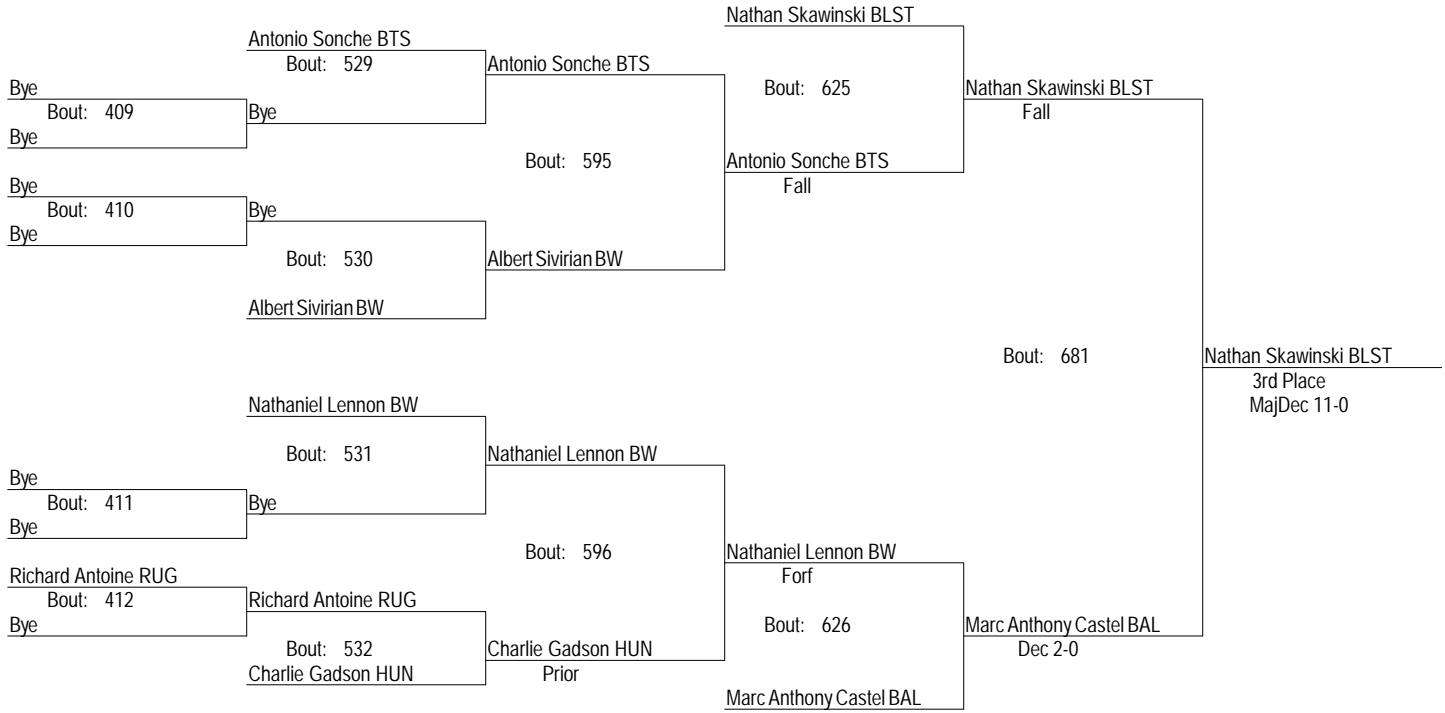 Nathan Skawinski BLST
Antonio Sonche BTS
Bout: 529
Antonio Sonche BTS
Bye
Bout: 625
Nathan Skawinski BLST
Bout: 409
Bye
Fall
Bye
Bout: 595
Antonio Sonche BTS
Bye
Fall
Bout: 410
Bye
Bye
Bout: 530
Albert Sivirian BW
Albert Sivirian BW
Bout: 681
Nathan Skawinski BLST
3rd Place
MajDec 11-0
Nathaniel Lennon BW
Bout: 531
Nathaniel Lennon BW
Bye
Bout: 411
Bye
Bye
Bout: 596
Nathaniel Lennon BW
Richard Antoine RUG
Forf
Bout: 412
Richard Antoine RUG
Bye
Bout: 626
Marc Anthony Castel BAL
Bout: 532
Charlie Gadson HUN
Dec 2-0
Charlie Gadson HUN
Prior
Marc Anthony Castel BAL